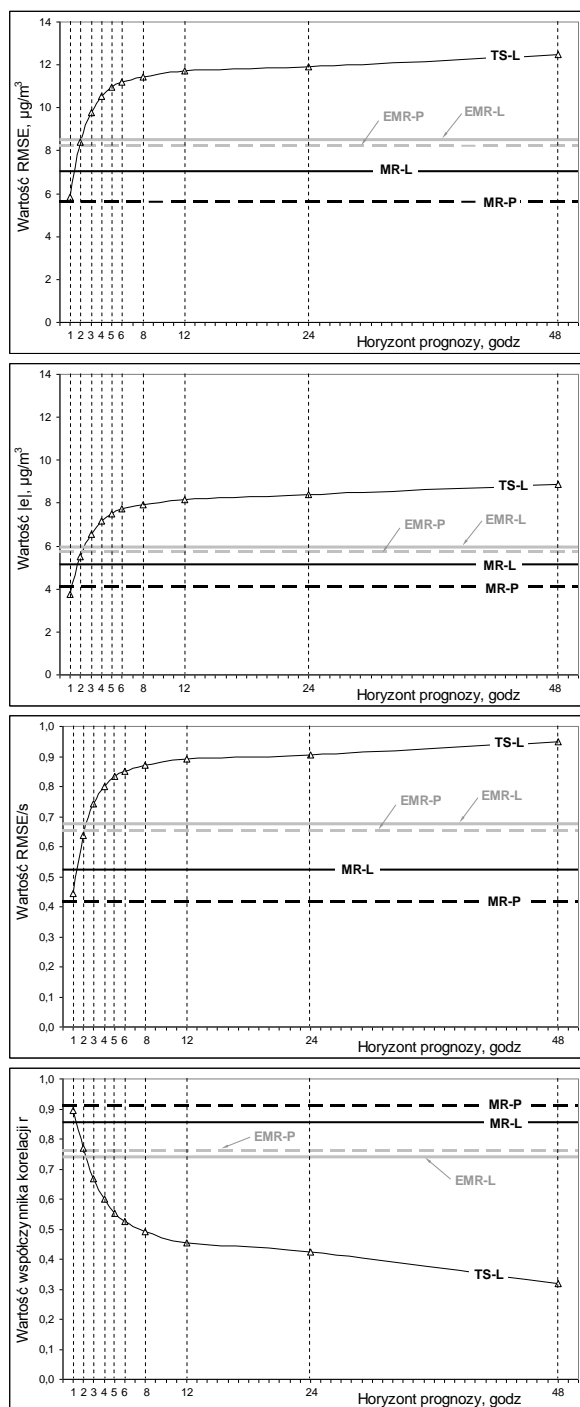 14
12
10
8
6
4
2
0
Wartość RMSE, µg/m³
TS-L
EMR-P
EMR-L
MR-L
MR-P
1 2 3 4 5 6 8 12 24 48
Horyzont prognozy, godz
14
12
10
8
6
4
2
0
Wartość |e|, µg/m³
TS-L
EMR-P
EMR-L
MR-L
MR-P
1 2 3 4 5 6 8 12 24 48
Horyzont prognozy, godz
1,0
0,9
0,8
0,7
0,6
0,5
0,4
0,3
0,2
0,1
0,0
Wartość RMSE/s
TS-L
EMR-P
EMR-L
MR-L
MR-P
1 2 3 4 5 6 8 12 24 48
Horyzont prognozy, godz
1,0
0,9
0,8
0,7
0,6
0,5
0,4
0,3
0,2
0,1
0,0
Wartość współczynnika korelacji r
MR-P
MR-L
EMR-P
EMR-L
TS-L
1 2 3 4 5 6 8 12 24 48
Horyzont prognozy, godz